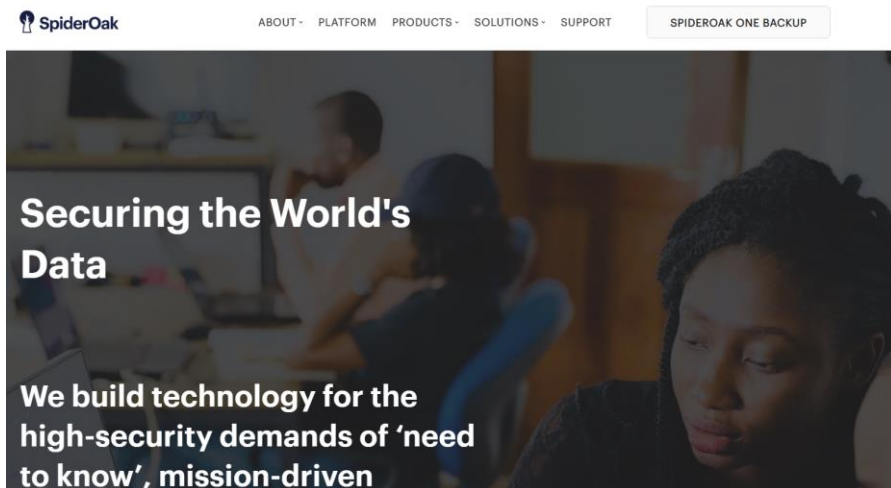 SpiderOak
ABOUT - PLATFORM PRODUCTS - SOLUTIONS - SUPPORT SPIDEROAK ONE BACKUP
Securing the World's
Data
We build technology for the
high-security demands of ‘need
to know’, mission-driven